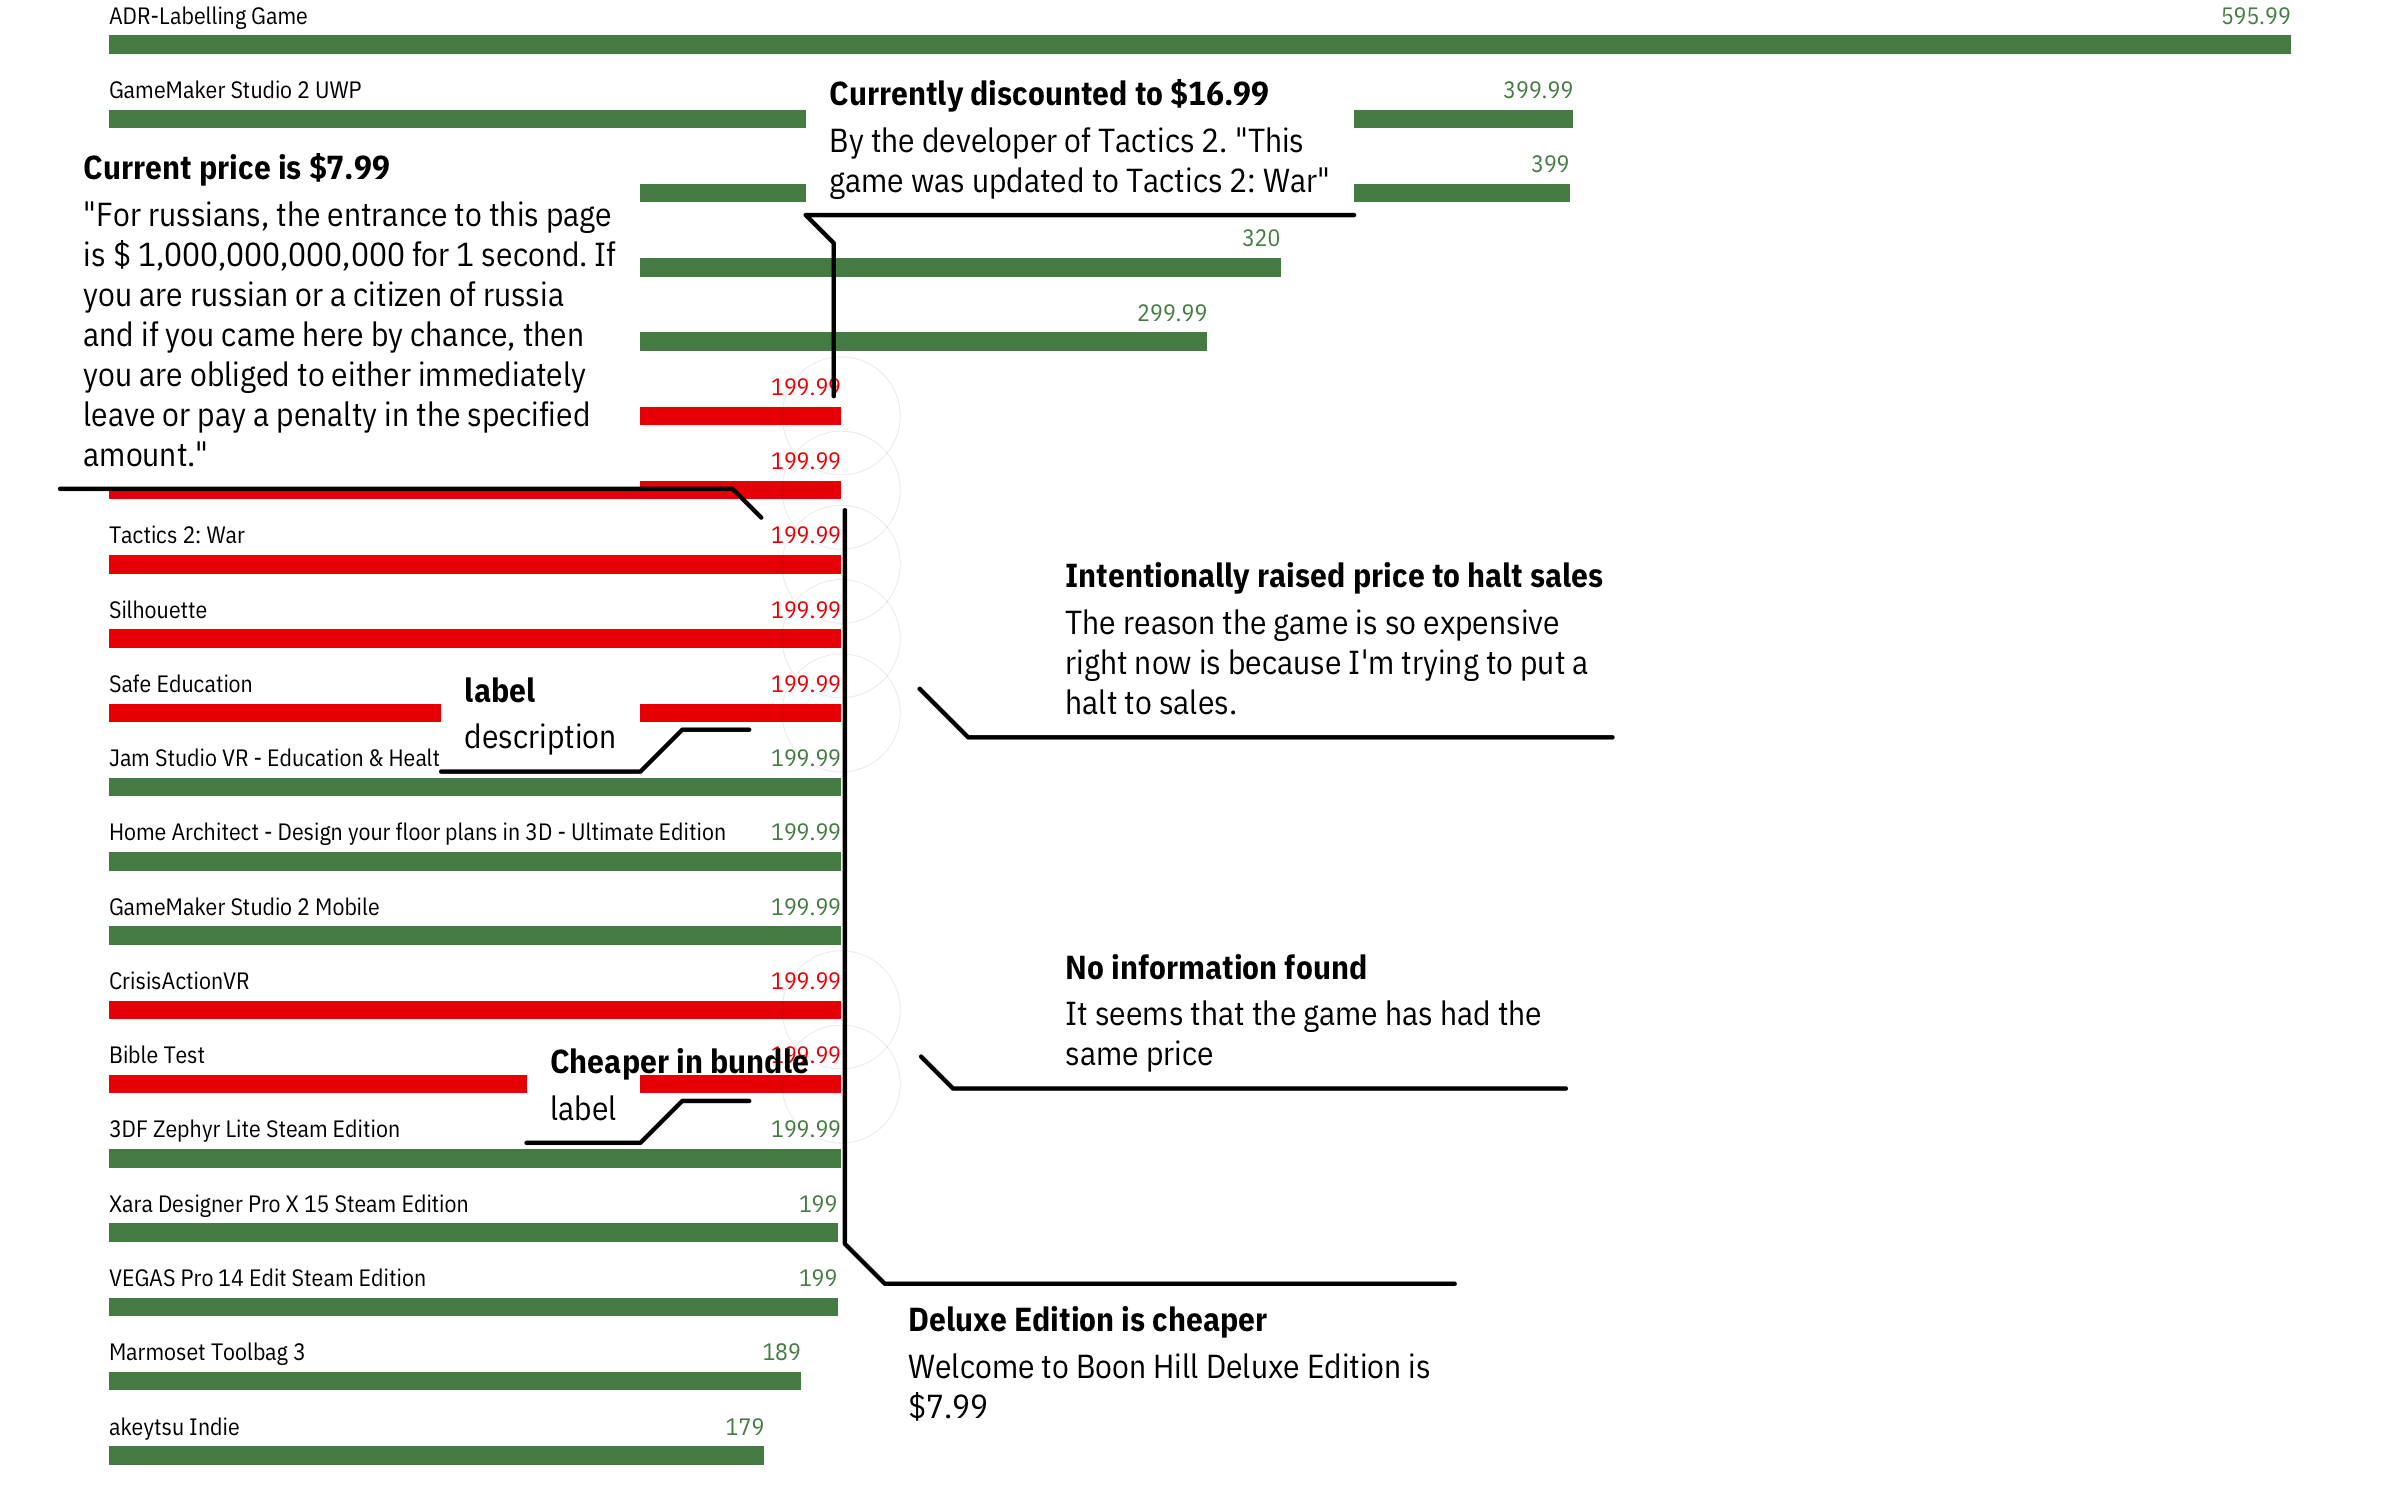 ADR-Labelling Game 595.99
GameMaker Studio 2 UWP 399.99
Currently discounted to $16.99
By the developer of Tactics 2. "This
game was updated to Tactics 2: War"
399
Current price is $7.99
"For russians, the entrance to this page
is $ 1,000,000,000,000 for 1 second. If
you are russian or a citizen of russia
and if you came here by chance, then
you are obliged to either immediately
leave or pay a penalty in the specified
amount."
320
299.99
199.99
199.99
Tactics 2: War 199.99
Silhouette 199.99
Intentionally raised price to halt sales
The reason the game is so expensive
right now is because I'm trying to put a
halt to sales.
Safe Education 199.99
label
description
Jam Studio VR - Education & Healt 199.99
Home Architect - Design your floor plans in 3D - Ultimate Edition 199.99
GameMaker Studio 2 Mobile 199.99
CrisisActionVR 199.99
No information found
It seems that the game has had the
same price
Bible Test 199.99
Cheaper in bundle
label
3DF Zephyr Lite Steam Edition 199.99
Xara Designer Pro X 15 Steam Edition 199
VEGAS Pro 14 Edit Steam Edition 199
Deluxe Edition is cheaper
Welcome to Boon Hill Deluxe Edition is
$7.99
Marmoset Toolbag 3 189
akeytsu Indie 179